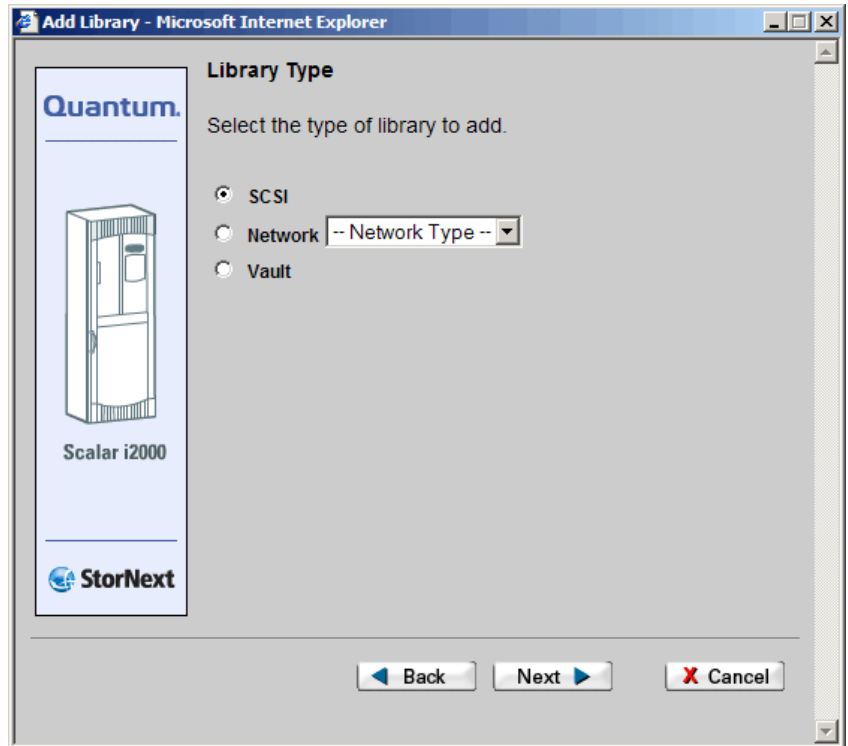 Add Library - Microsoft Internet Explorer
Library Type
Quantum.
Select the type of library to add.
SCSI
Network -- Network Type --
Vault
Scalar i2000
StorNext
Back Next X Cancel